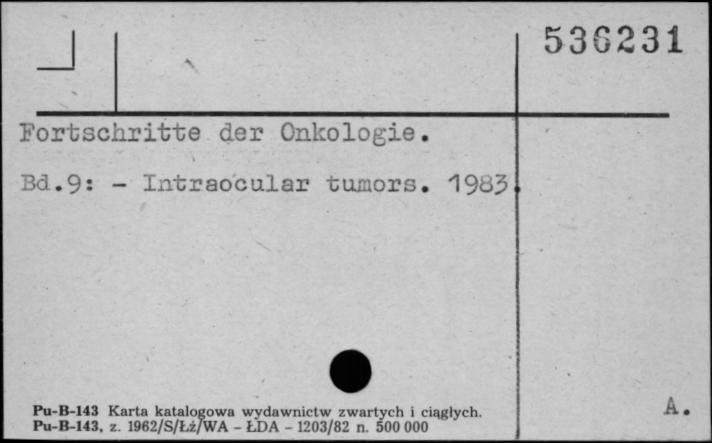 536231
Fortschritte der Onkologie.
Bd.9: - Intraocular tumors. 1983.
A.
Pu-B-143 Karta katalogowa wydawnictw zwartych i ciągłych.
Pu-B-143, z. 1962/S/Łż/WA - ŁDA - 1203/82 n. 500 000